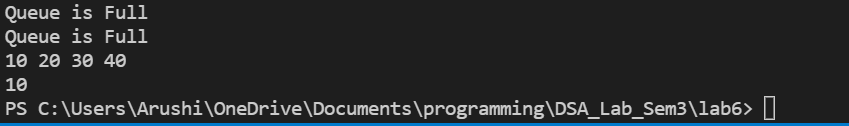 Queue is Full
Queue is Full
10 20 30 40
10
PS C:\Users\Arushi\OneDrive\Documents\programming\DSA_Lab_Sem3\lab6>